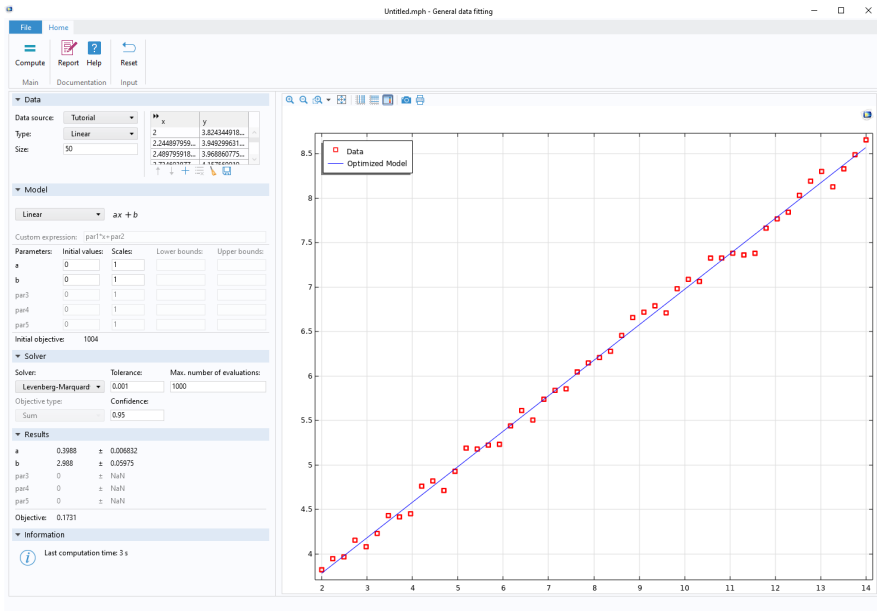 Untitled.mph - General data fitting
File Home
Compute Report Help Reset
Main Documentation Input
Data
Data source: Tutorial
Type: Linear
Size: 50
x y
2 3.824344918...
2.244897959... 3.949299631...
2.489795918... 3.968860775...
Model
Linear ax + b
Custom expression: par1*x+par2
Parameters: Initial values: Scales: Lower bounds: Upper bounds:
a 0 1
b 0 1
par3 0 1
par4 0 1
par5 0 1
Initial objective: 1004
Solver
Solver: Tolerance: Max. number of evaluations:
Levenberg-Marquard 0.001 1000
Objective type: Confidence:
Sum 0.95
Results
a 0.3988 ± 0.006832
b 2.988 ± 0.05975
par3 0 ± NaN
par4 0 ± NaN
par5 0 ± NaN
Objective: 0.1731
Information
Last computation time: 3 s
Data
Optimized Model
8.5
8
7.5
7
6.5
6
5.5
5
4.5
4
2 3 4 5 6 7 8 9 10 11 12 13 14